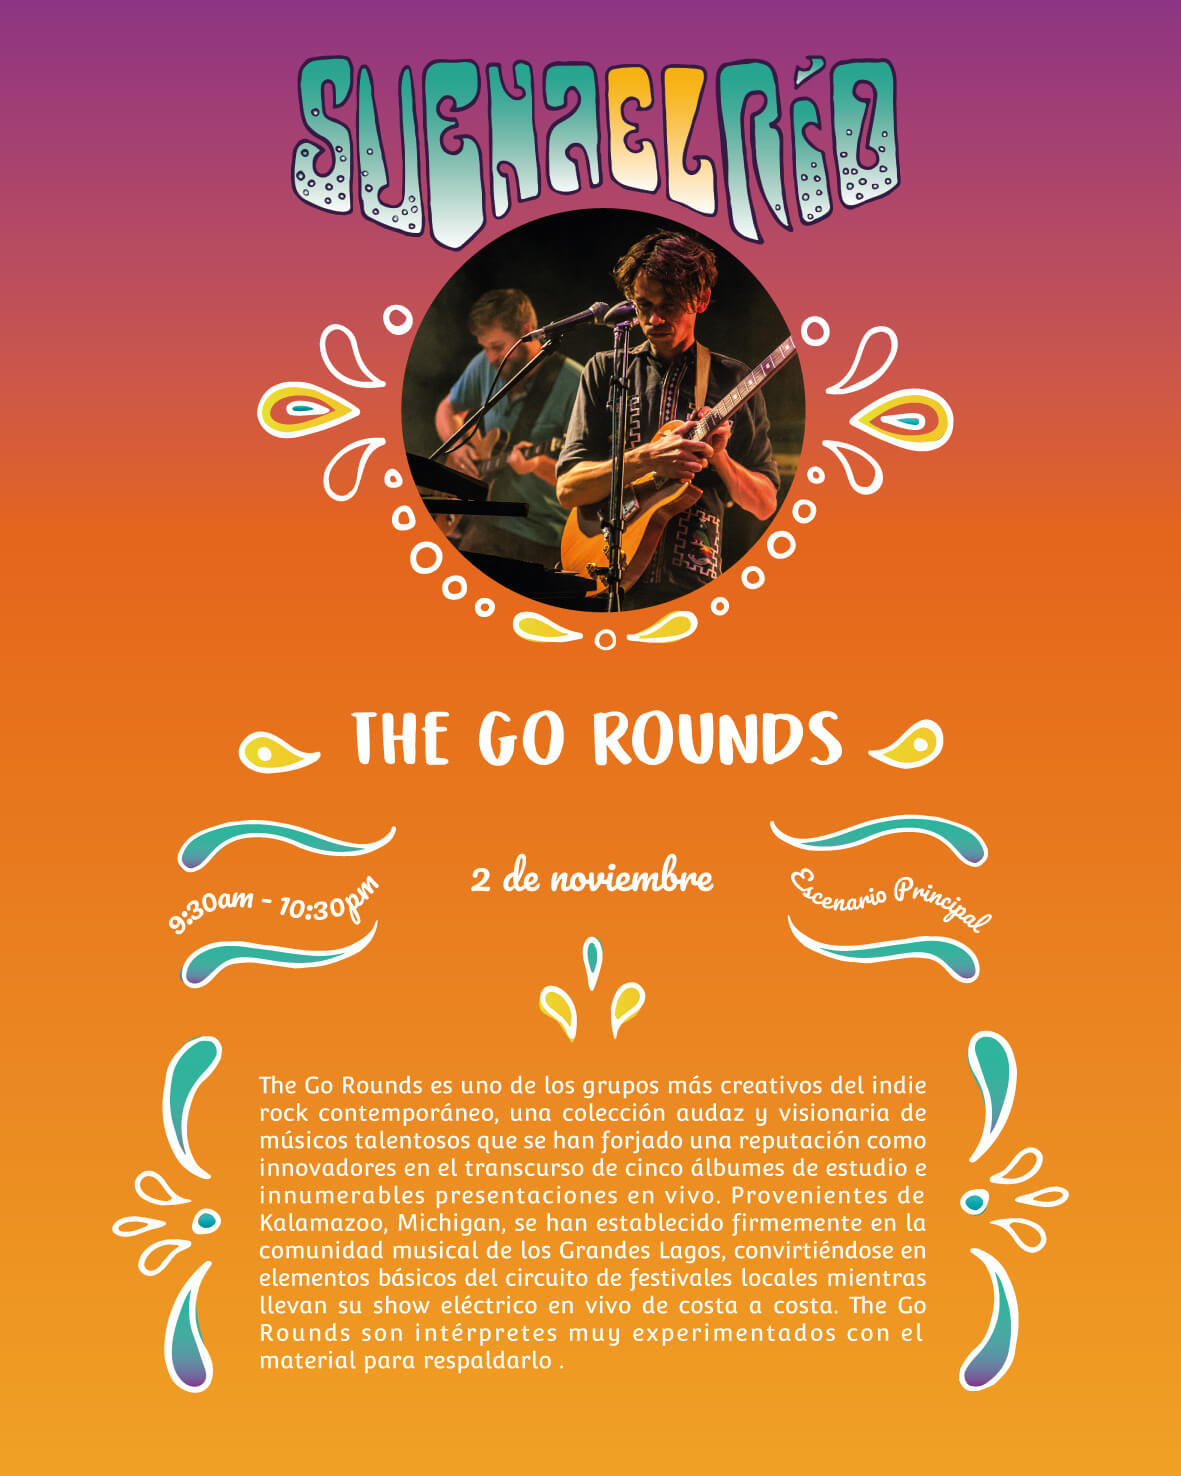 SUENAELRÍO
THE GO ROUNDS
9:30am - 10:30pm
2 de noviembre
Escenario Principal
The Go Rounds es uno de los grupos más creativos del indie
rock contemporáneo, una colección audaz y visionaria de
músicos talentosos que se han forjado una reputación como
innovadores en el transcurso de cinco álbumes de estudio e
innumerables presentaciones en vivo. Provenientes de
Kalamazoo, Michigan, se han establecido firmemente en la
comunidad musical de los Grandes Lagos, convirtiéndose en
elementos básicos del circuito de festivales locales mientras
llevan su show eléctrico en vivo de costa a costa. The Go
Rounds son intérpretes muy experimentados con el
material para respaldarlo .